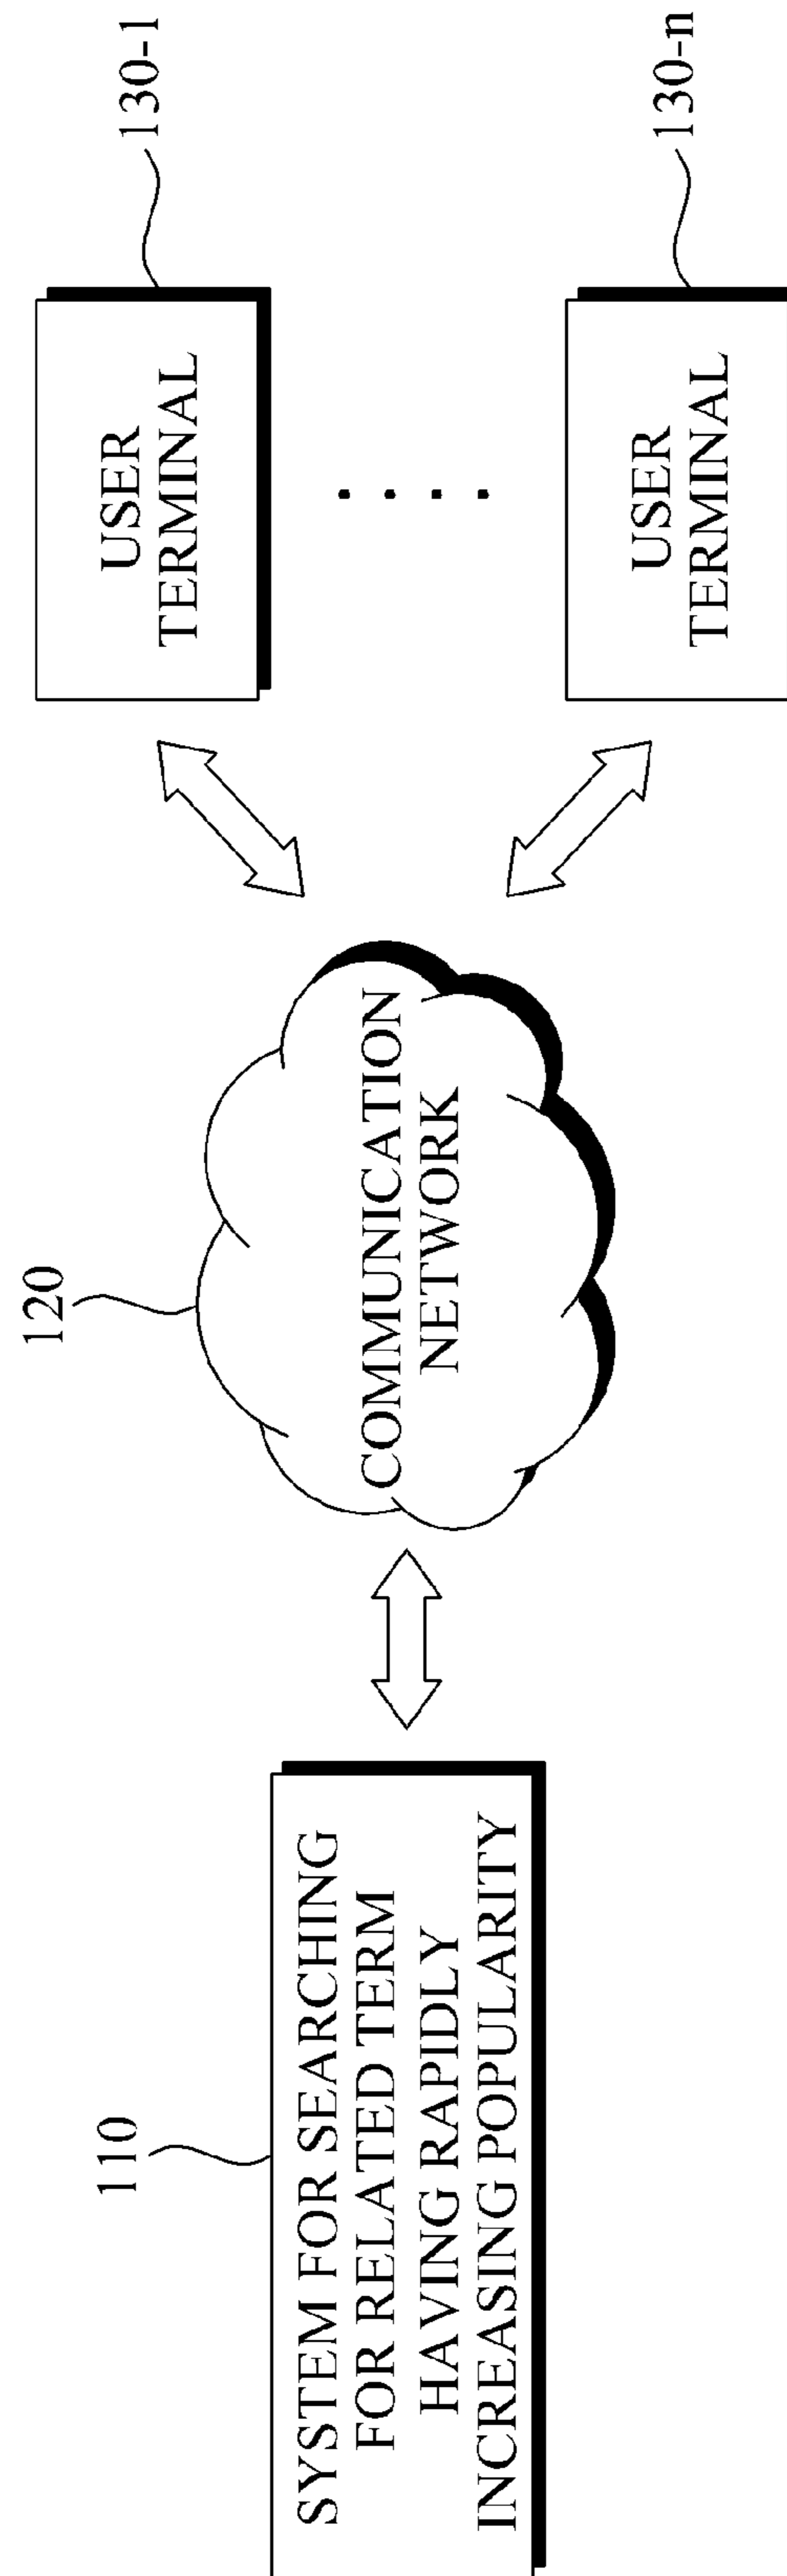 110
SYSTEM FOR SEARCHING
FOR RELATED TERM
HAVING RAPIDLY
INCREASING POPULARITY
120
COMMUNICATION
NETWORK
130-1
USER
TERMINAL
130-n
USER
TERMINAL